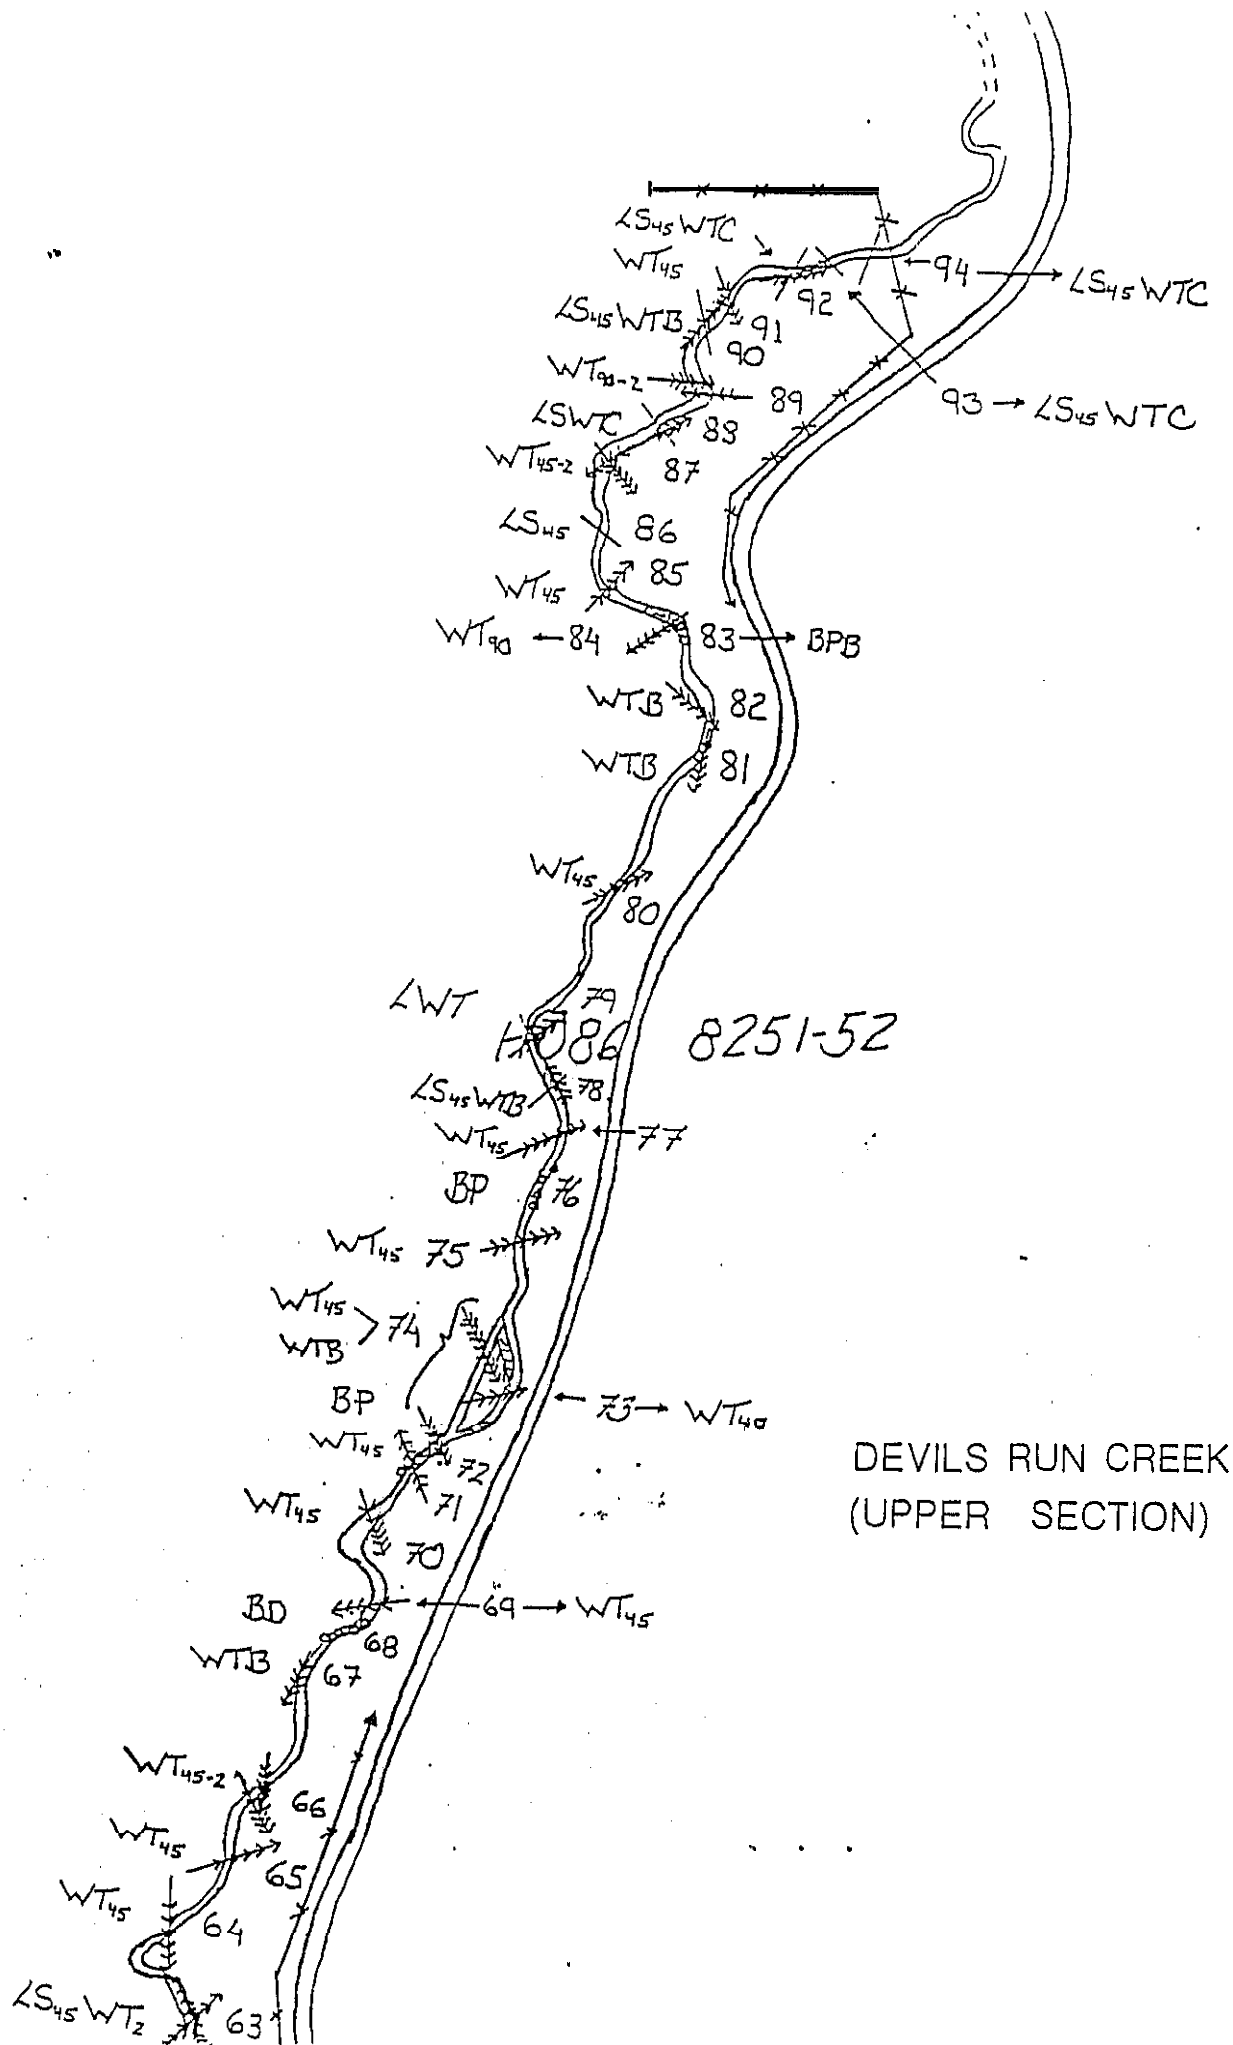 LS45 WTC
WT45
92
94 → LS45 WTC
LS45 WTB
91
90
WT90-2
89
93 → LS45 WTC
LSWTC
88
WT45-2
87
LS45
86
85
WT45
WT90 ← 84
83 → BPB
WTB
82
WTB
81
WT45
80
LWT
79
8251-52
LS45 WTB
78
WT45
← 77
BP
76
WT45 75
WT45
WTB
74
BP
← 73 → WT40
WT45
72
DEVILS RUN CREEK
(UPPER SECTION)
WT45
71
70
BD
← 69 → WT45
68
WTB
67
WT45-2
66
WT45
65
WT45
64
LS45 WT2
63